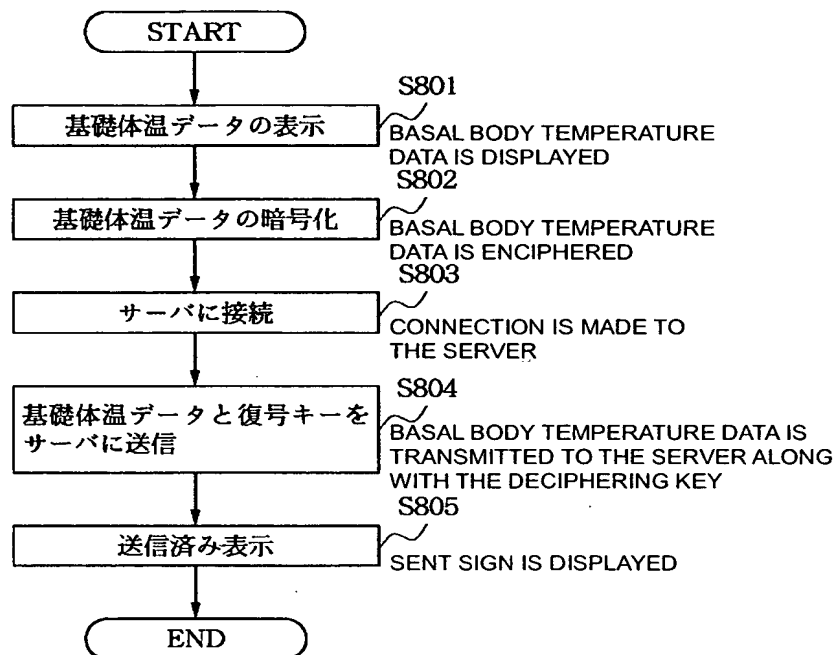 START
S801
基礎体温データの表示
BASAL BODY TEMPERATURE
DATA IS DISPLAYED
S802
基礎体温データの暗号化
BASAL BODY TEMPERATURE
DATA IS ENCIPHERED
S803
サーバに接続
CONNECTION IS MADE TO
THE SERVER
S804
基礎体温データと復号キーを
サーバに送信
BASAL BODY TEMPERATURE DATA IS
TRANSMITTED TO THE SERVER ALONG
WITH THE DECIPHERING KEY
S805
送信済み表示
SENT SIGN IS DISPLAYED
END